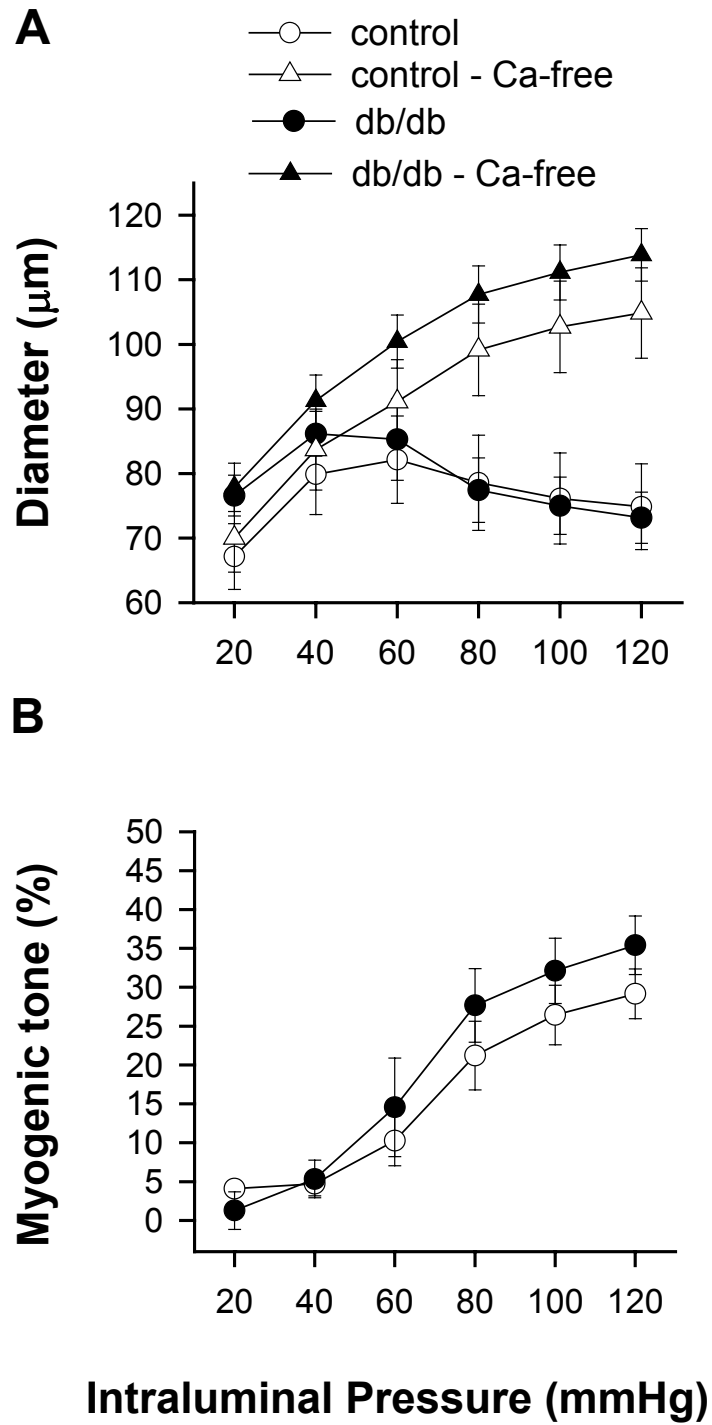 A
control
control - Ca-free
db/db
db/db - Ca-free
Diameter (μm)
120
110
100
90
80
70
60
20 40 60 80 100 120
B
Myogenic tone (%)
50
45
40
35
30
25
20
15
10
5
0
20 40 60 80 100 120
Intraluminal Pressure (mmHg)